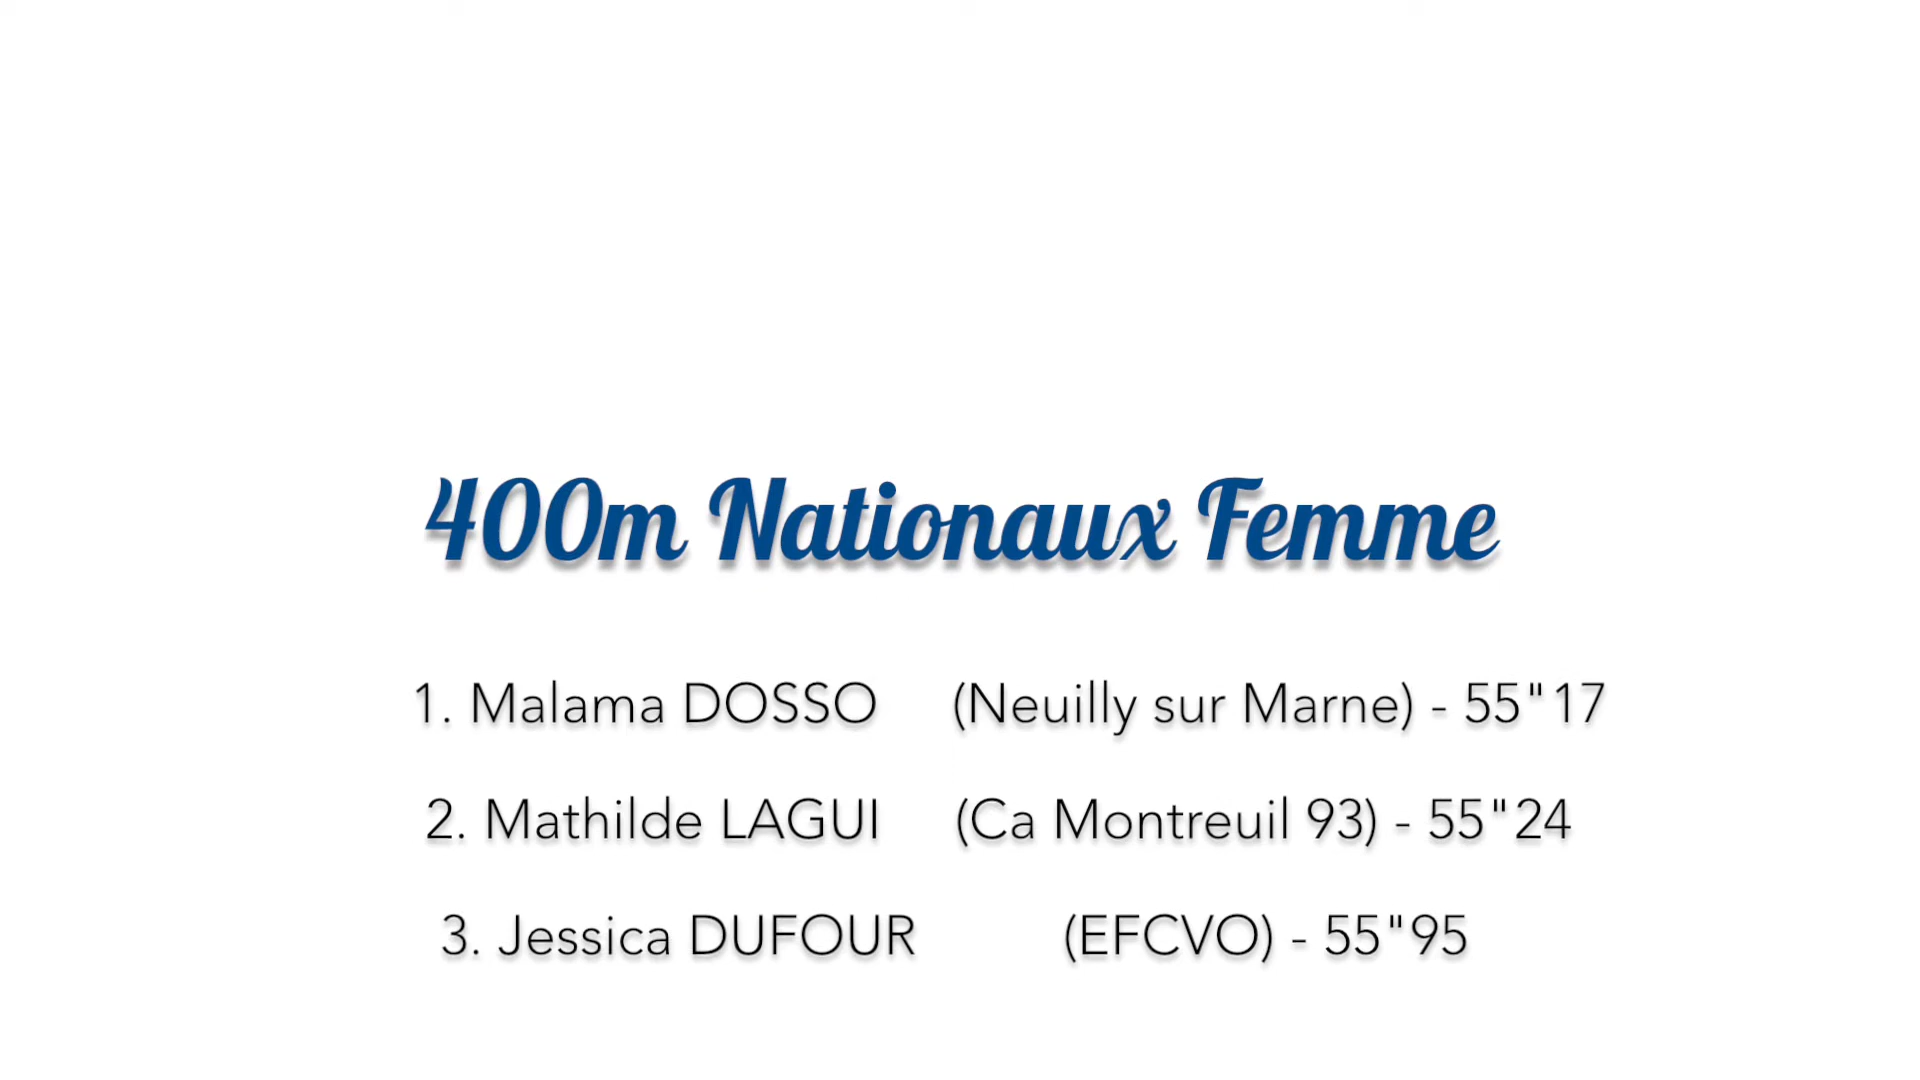 400m Nationaux Femme
1. Malama DOSSO (Neuilly sur Marne) - 55"17
2. Mathilde LAGUI (Ca Montreuil 93) - 55"24
3. Jessica DUFOUR (EFCVO) - 55"95